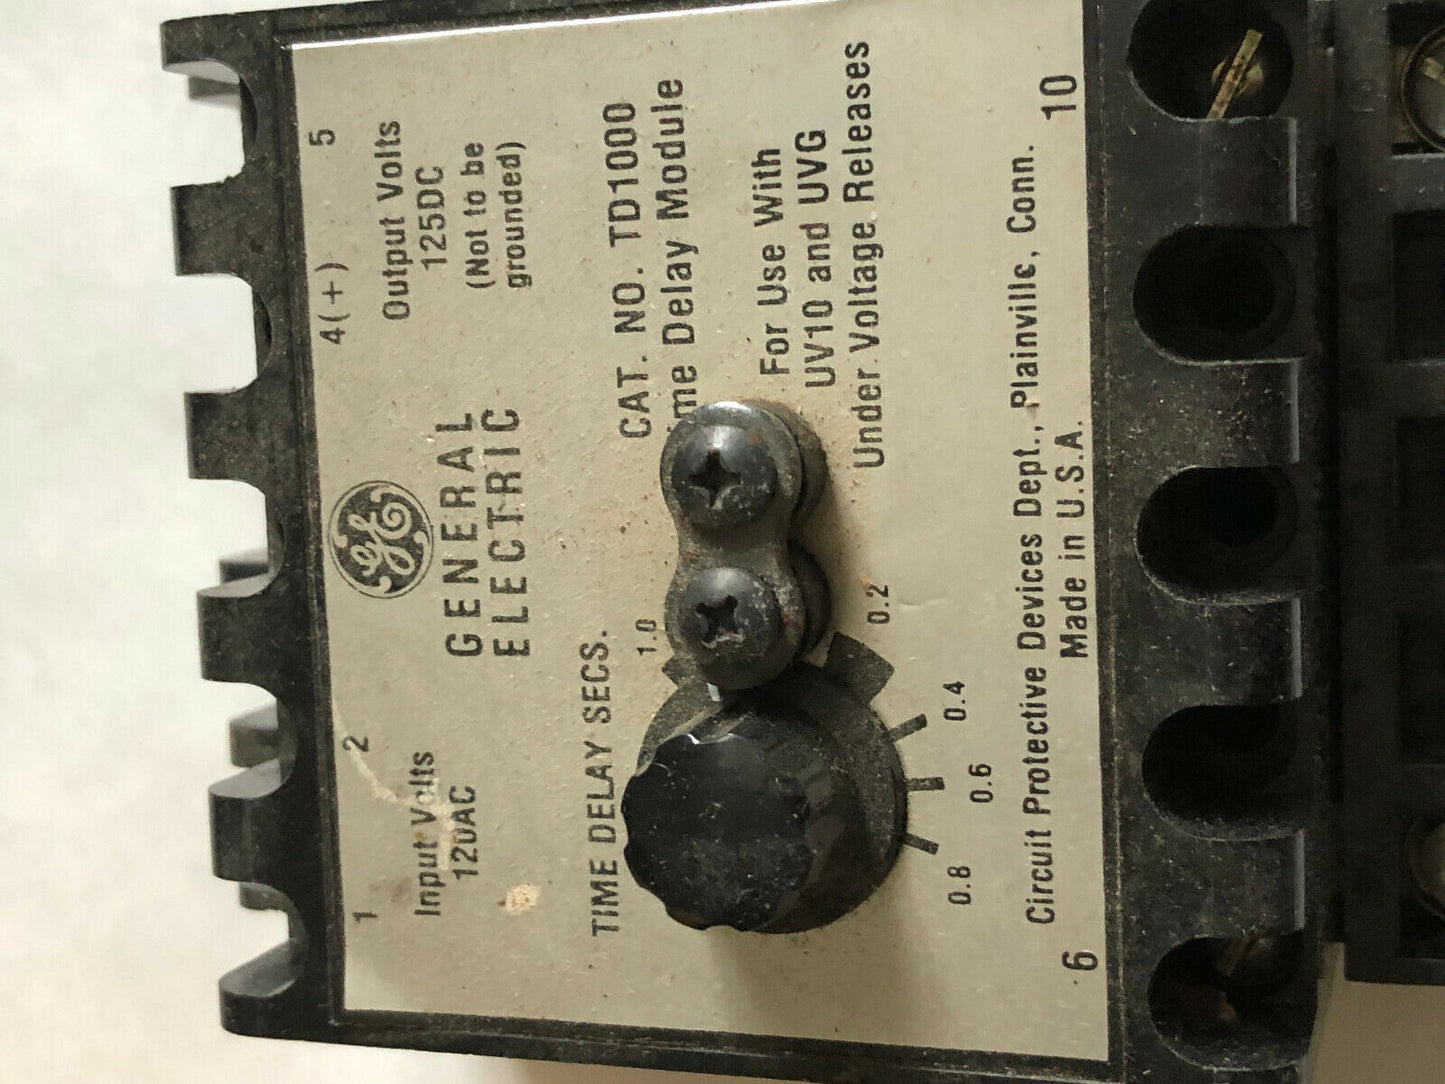 1 2 4(+) 5
Input Volts
120AC
GE
GENERAL
ELECTRIC
Output Volts
125DC
(Not to be
grounded)
TIME DELAY SECS.
1.0
0.2
0.4
0.6
0.8
CAT. NO. TD1000
Delay Module
For Use With
UV10 and UVG
Under Voltage Releases
Circuit Protective Devices Dept., Plainville, Conn.
Made in U.S.A.
6 10